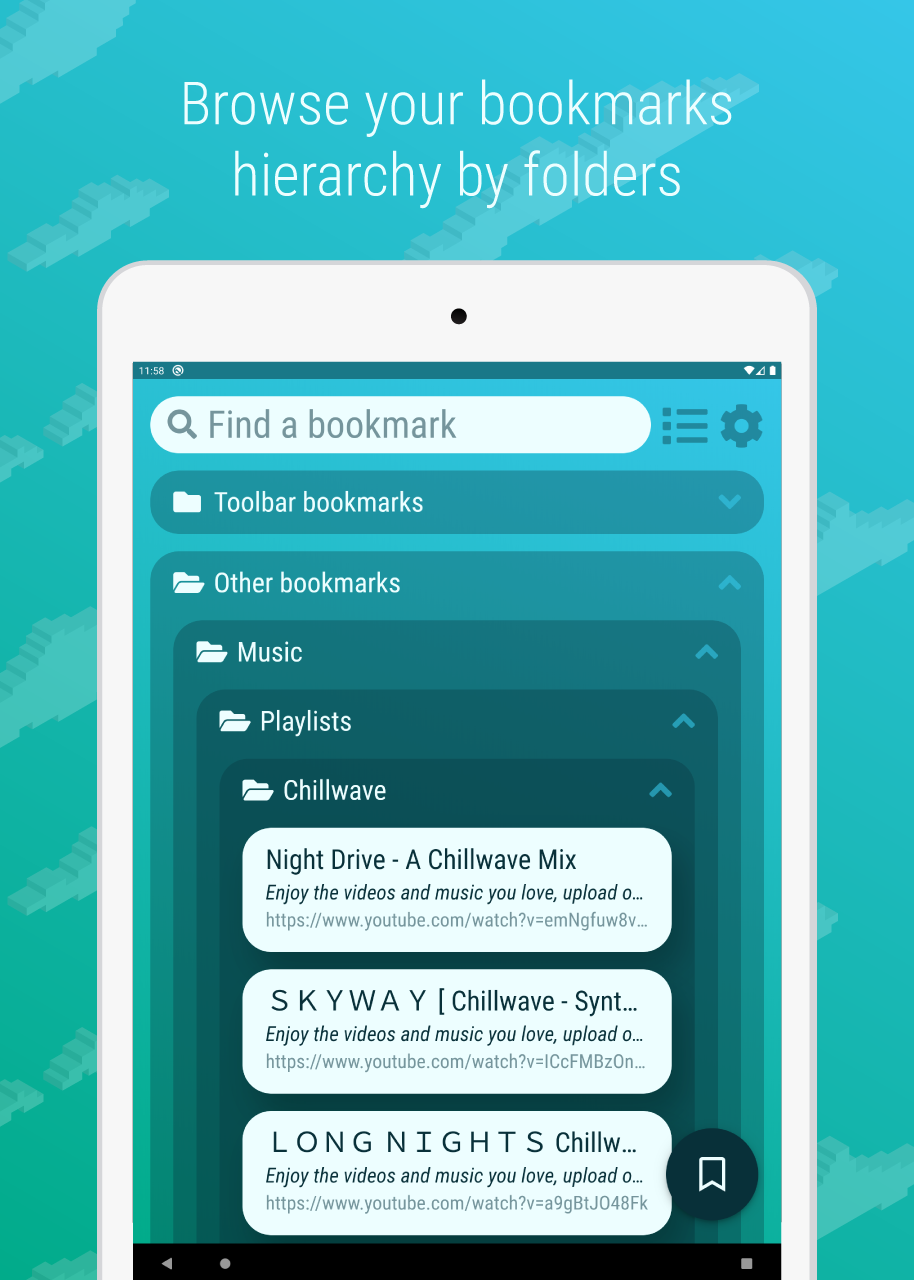 Browse your bookmarks
hierarchy by folders
11:58
Find a bookmark
Toolbar bookmarks
Other bookmarks
Music
Playlists
Chillwave
Night Drive - A Chillwave Mix
Enjoy the videos and music you love, upload o...
https://www.youtube.com/watch?v=emNgfuw8v...
ＳＫＹＷＡＹ [ Chillwave - Synt...
Enjoy the videos and music you love, upload o...
https://www.youtube.com/watch?v=ICcFMBzOn...
ＬＯＮＧ ＮＩＧＨＴＳ Chillw...
Enjoy the videos and music you love, upload o...
https://www.youtube.com/watch?v=a9gBtJO48Fk